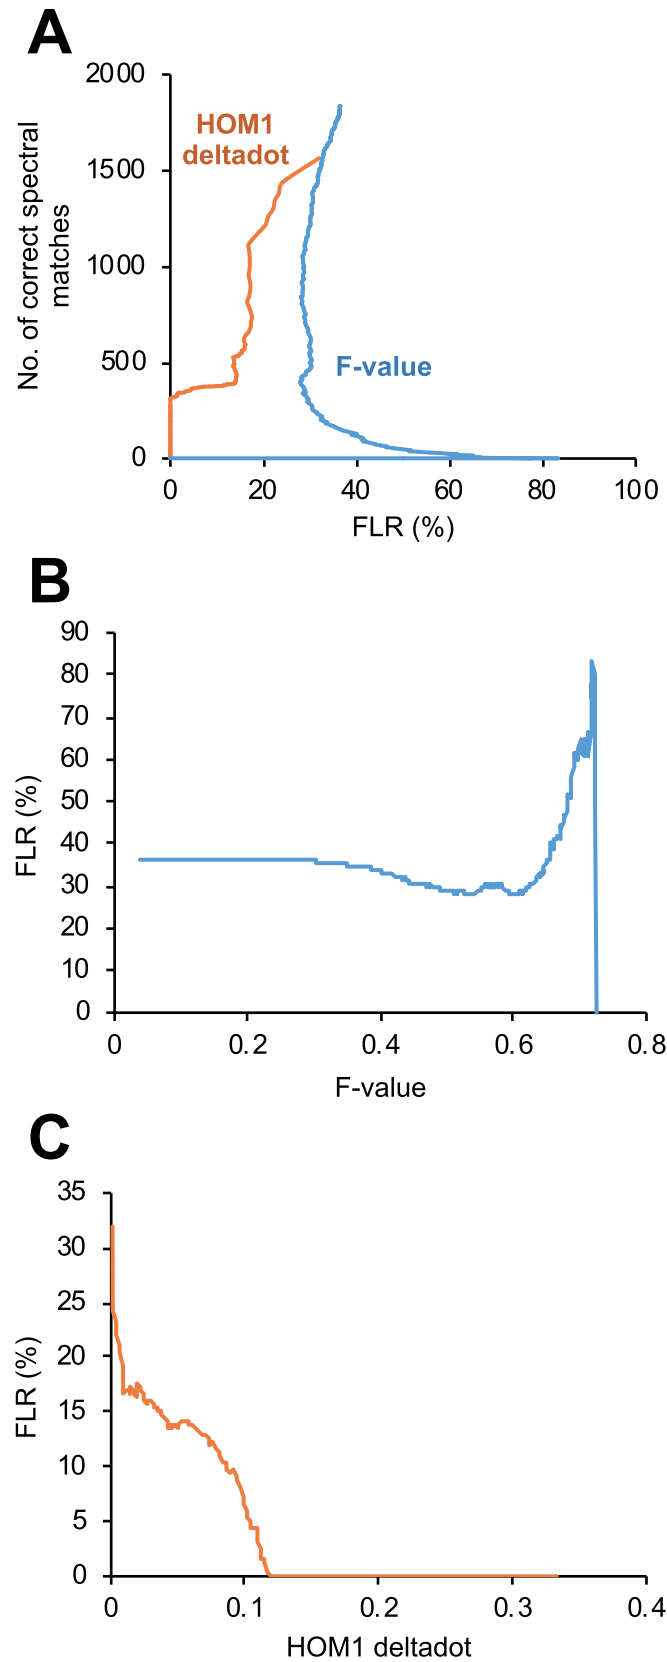 A
2000
1500
1000
500
0
No. of correct spectral
matches
HOM1
deltadot
F-value
0 20 40 60 80 100
FLR (%)
B
90
80
70
60
50
40
30
20
10
0
FLR (%)
0 0.2 0.4 0.6 0.8
F-value
C
35
30
25
20
15
10
5
0
FLR (%)
0 0.1 0.2 0.3 0.4
HOM1 deltadot